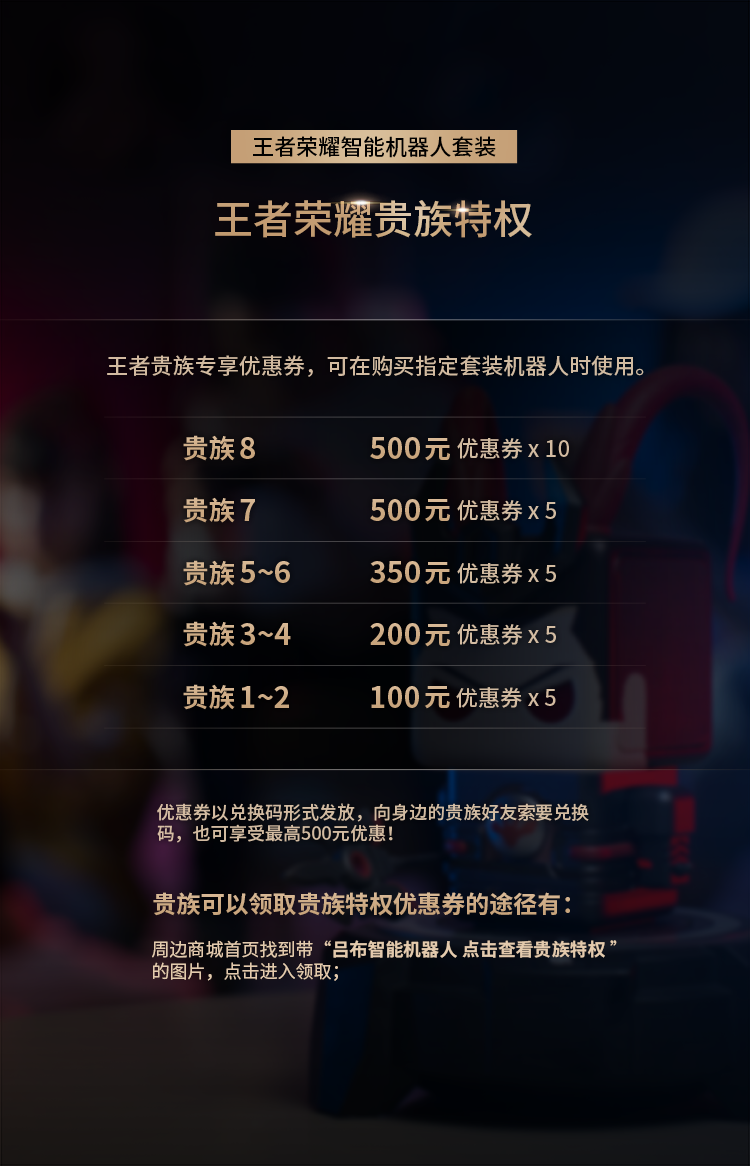 王者荣耀智能机器人套装
王者荣耀贵族特权
王者贵族专享优惠券，可在购买指定套装机器人时使用。
贵族8 500元 优惠券 x 10
贵族7 500元 优惠券 x 5
贵族5~6 350元 优惠券 x 5
贵族3~4 200元 优惠券 x 5
贵族1~2 100元 优惠券 x 5
优惠券以兑换码形式发放，向身边的贵族好友索要兑换
码，也可享受最高500元优惠！
贵族可以领取贵族特权优惠券的途径有：
周边商城首页找到带“吕布智能机器人 点击查看贵族特权 ”
的图片，点击进入领取；